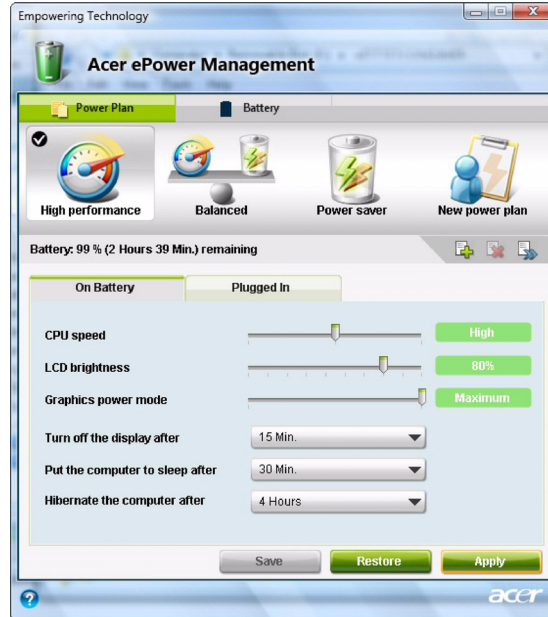 Empowering Technology
Acer ePower Management
Power Plan
Battery
High performance
Balanced
Power saver
New power plan
Battery: 99 % (2 Hours 39 Min.) remaining
On Battery
Plugged In
CPU speed
High
LCD brightness
80%
Graphics power mode
Maximum
Turn off the display after
15 Min.
Put the computer to sleep after
30 Min.
Hibernate the computer after
4 Hours
Save
Restore
Apply
?
acer